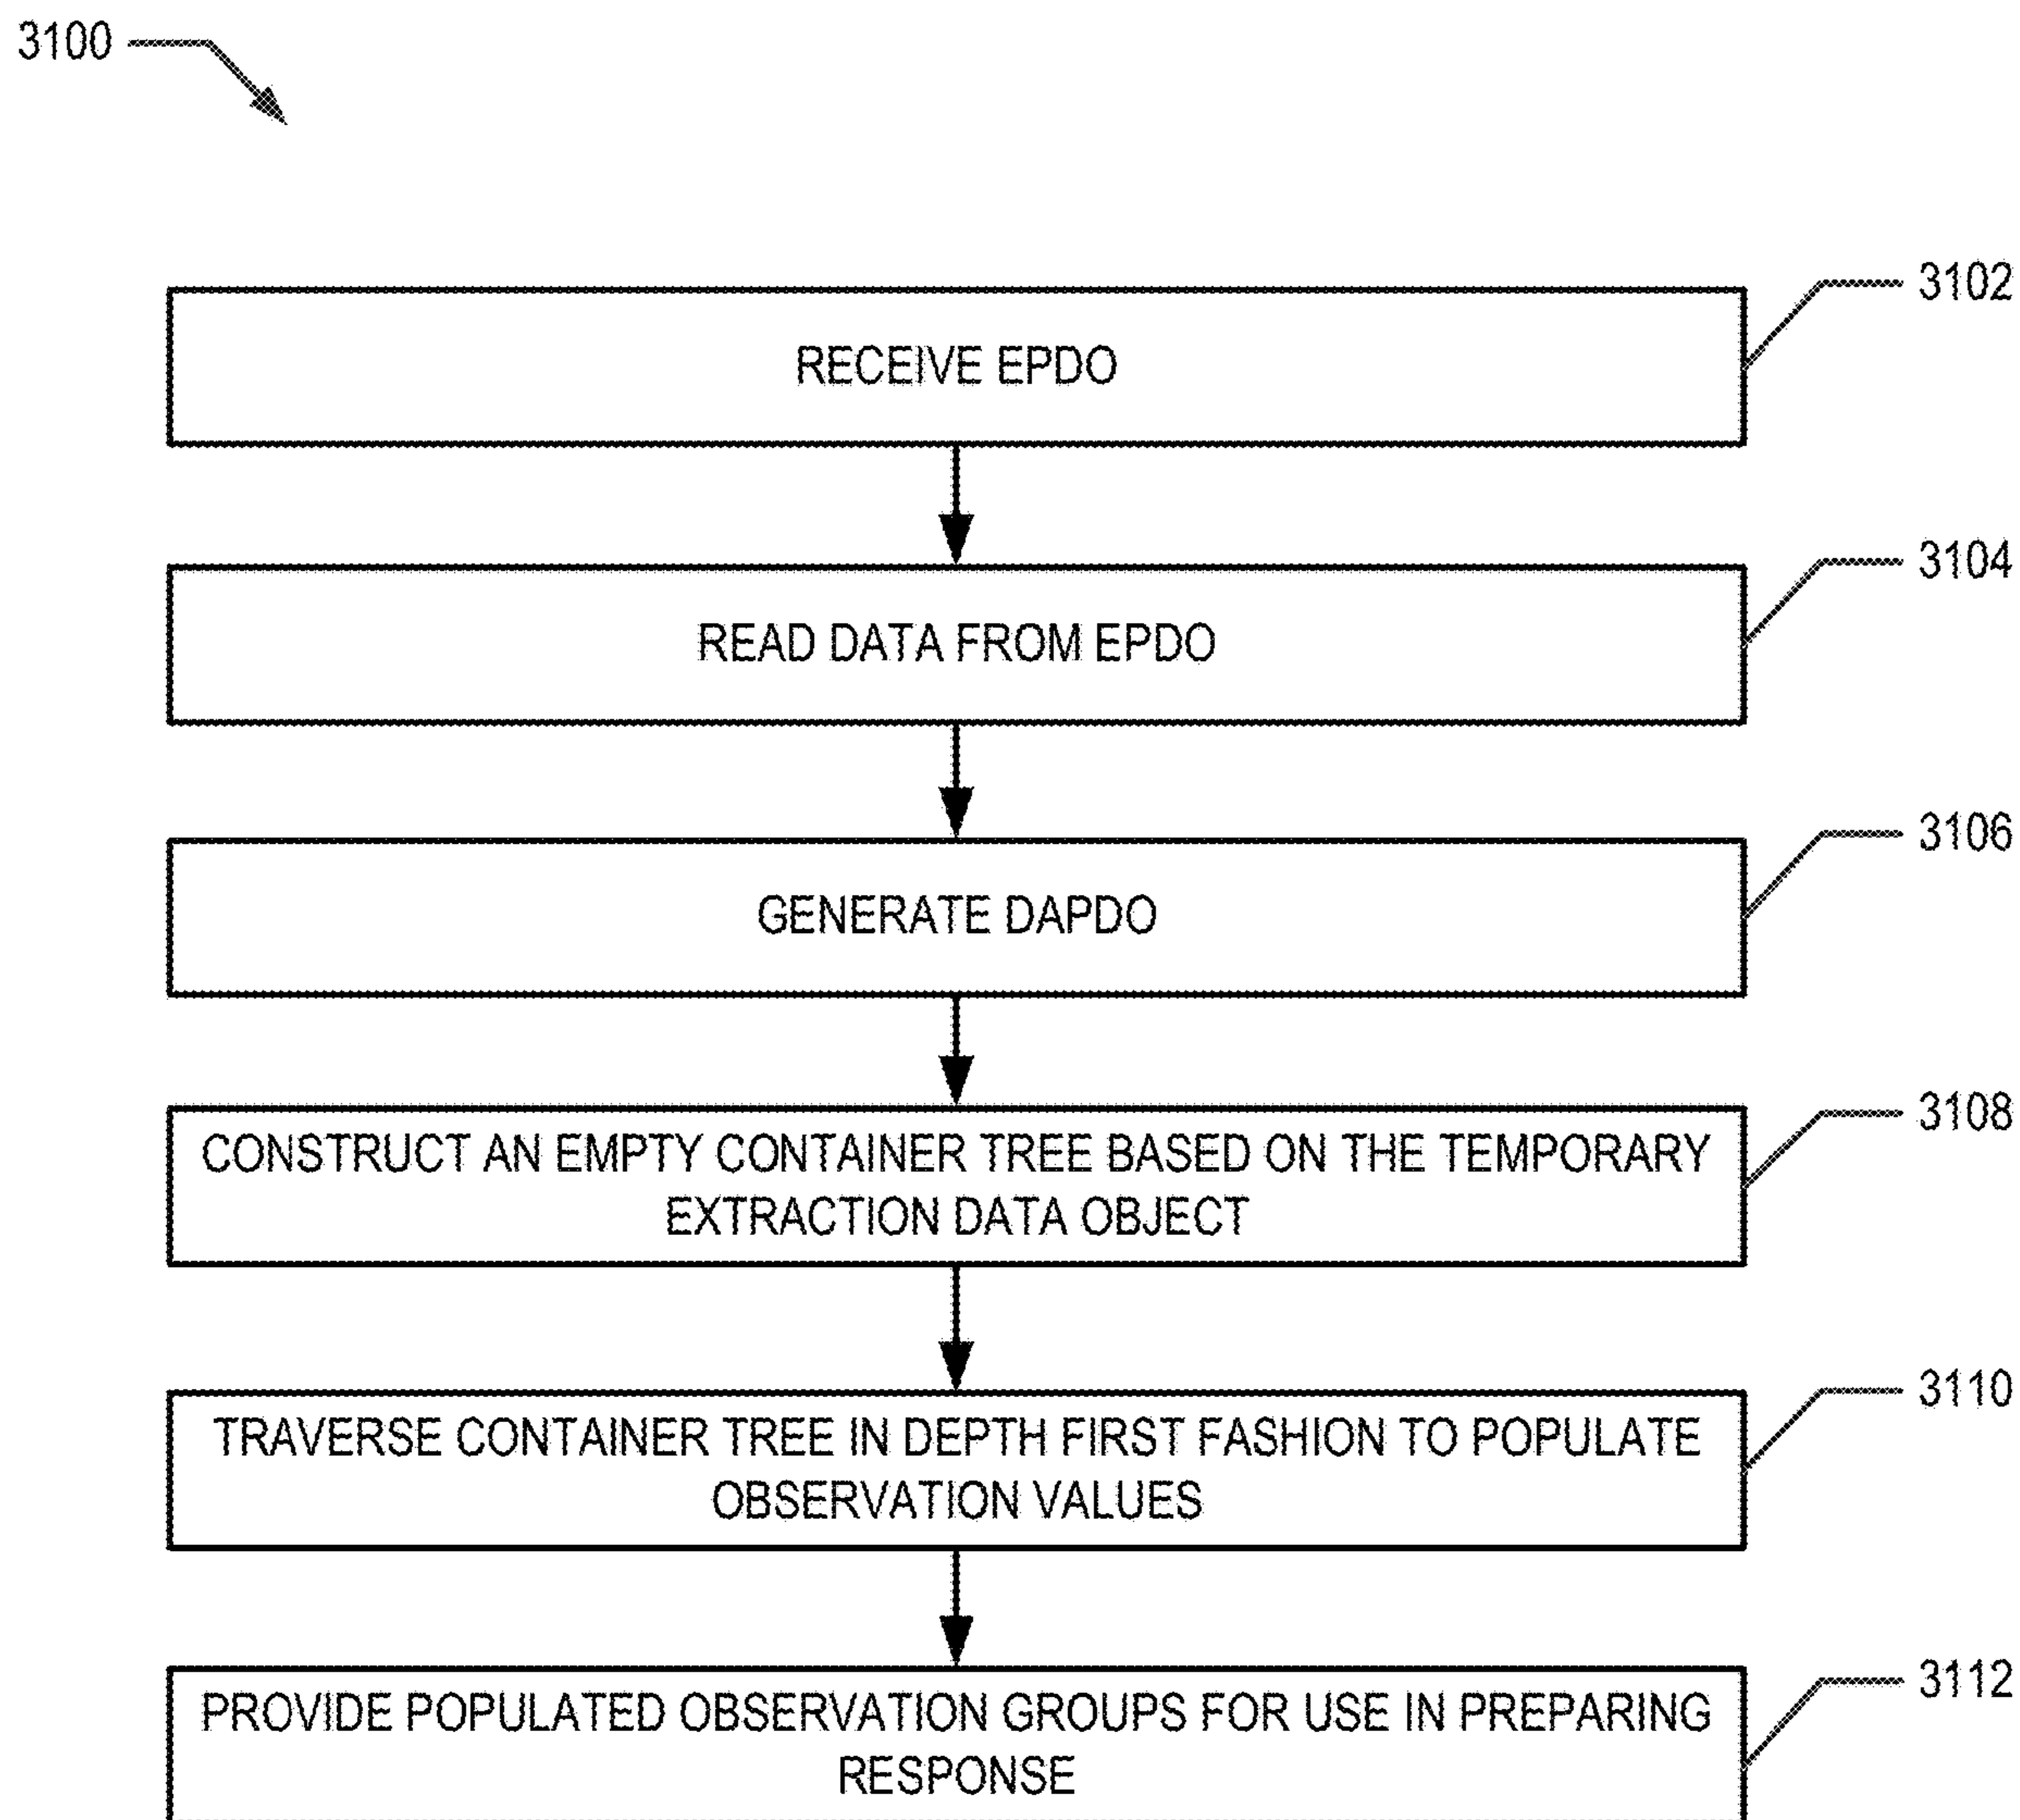 3100
3102
RECEIVE EPDO
3104
READ DATA FROM EPDO
3106
GENERATE DAPDO
3108
CONSTRUCT AN EMPTY CONTAINER TREE BASED ON THE TEMPORARY
EXTRACTION DATA OBJECT
3110
TRAVERSE CONTAINER TREE IN DEPTH FIRST FASHION TO POPULATE
OBSERVATION VALUES
3112
PROVIDE POPULATED OBSERVATION GROUPS FOR USE IN PREPARING
RESPONSE